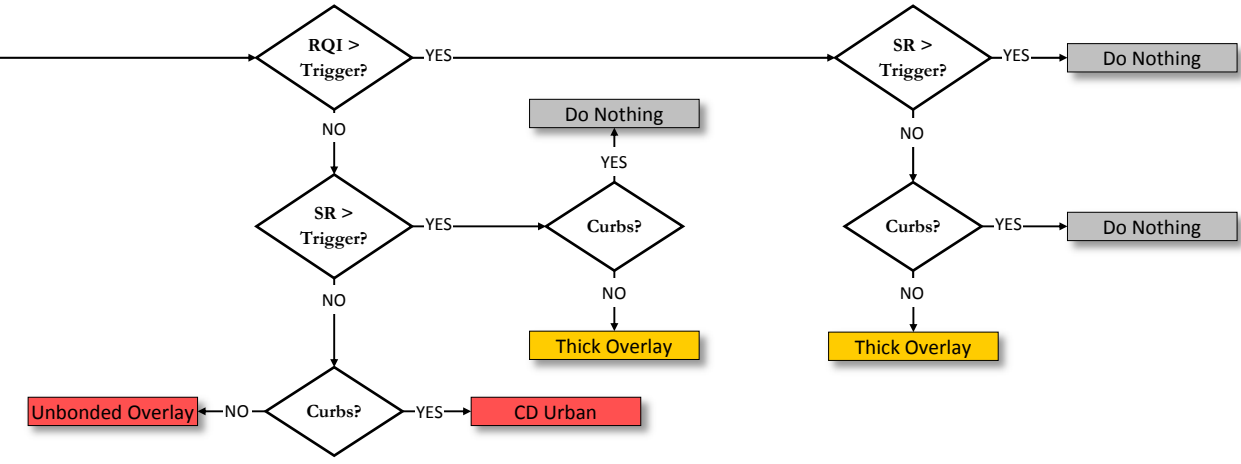 RQI >
Trigger?
YES
SR >
Trigger?
YES
Do Nothing
NO
Do Nothing
YES
NO
SR >
Trigger?
YES
Curbs?
Curbs?
YES
Do Nothing
NO
NO
NO
Thick Overlay
Thick Overlay
Unbonded Overlay
NO
Curbs?
YES
CD Urban